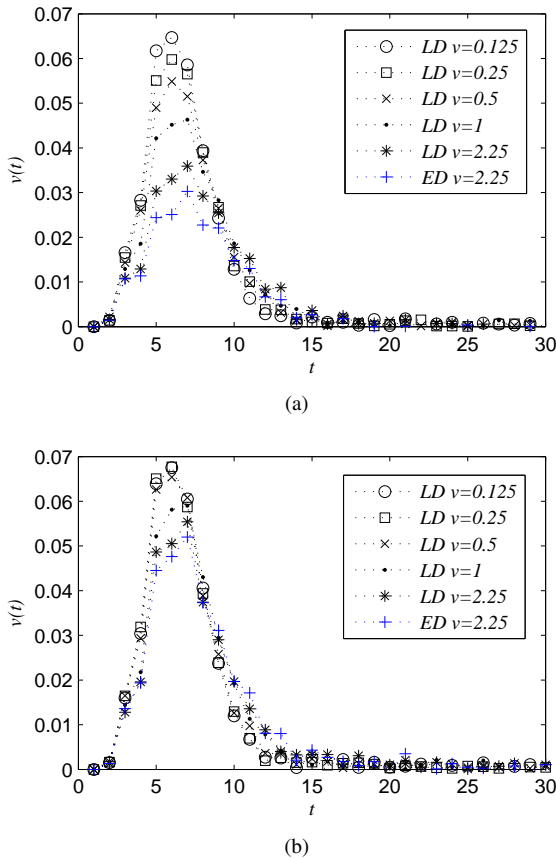 (a)
v(t)
0.07
0.06
0.05
0.04
0.03
0.02
0.01
0
0 5 10 15 20 25 30
t
LD v=0.125
LD v=0.25
LD v=0.5
LD v=1
LD v=2.25
ED v=2.25
(b)
v(t)
0.07
0.06
0.05
0.04
0.03
0.02
0.01
0
0 5 10 15 20 25 30
t
LD v=0.125
LD v=0.25
LD v=0.5
LD v=1
LD v=2.25
ED v=2.25